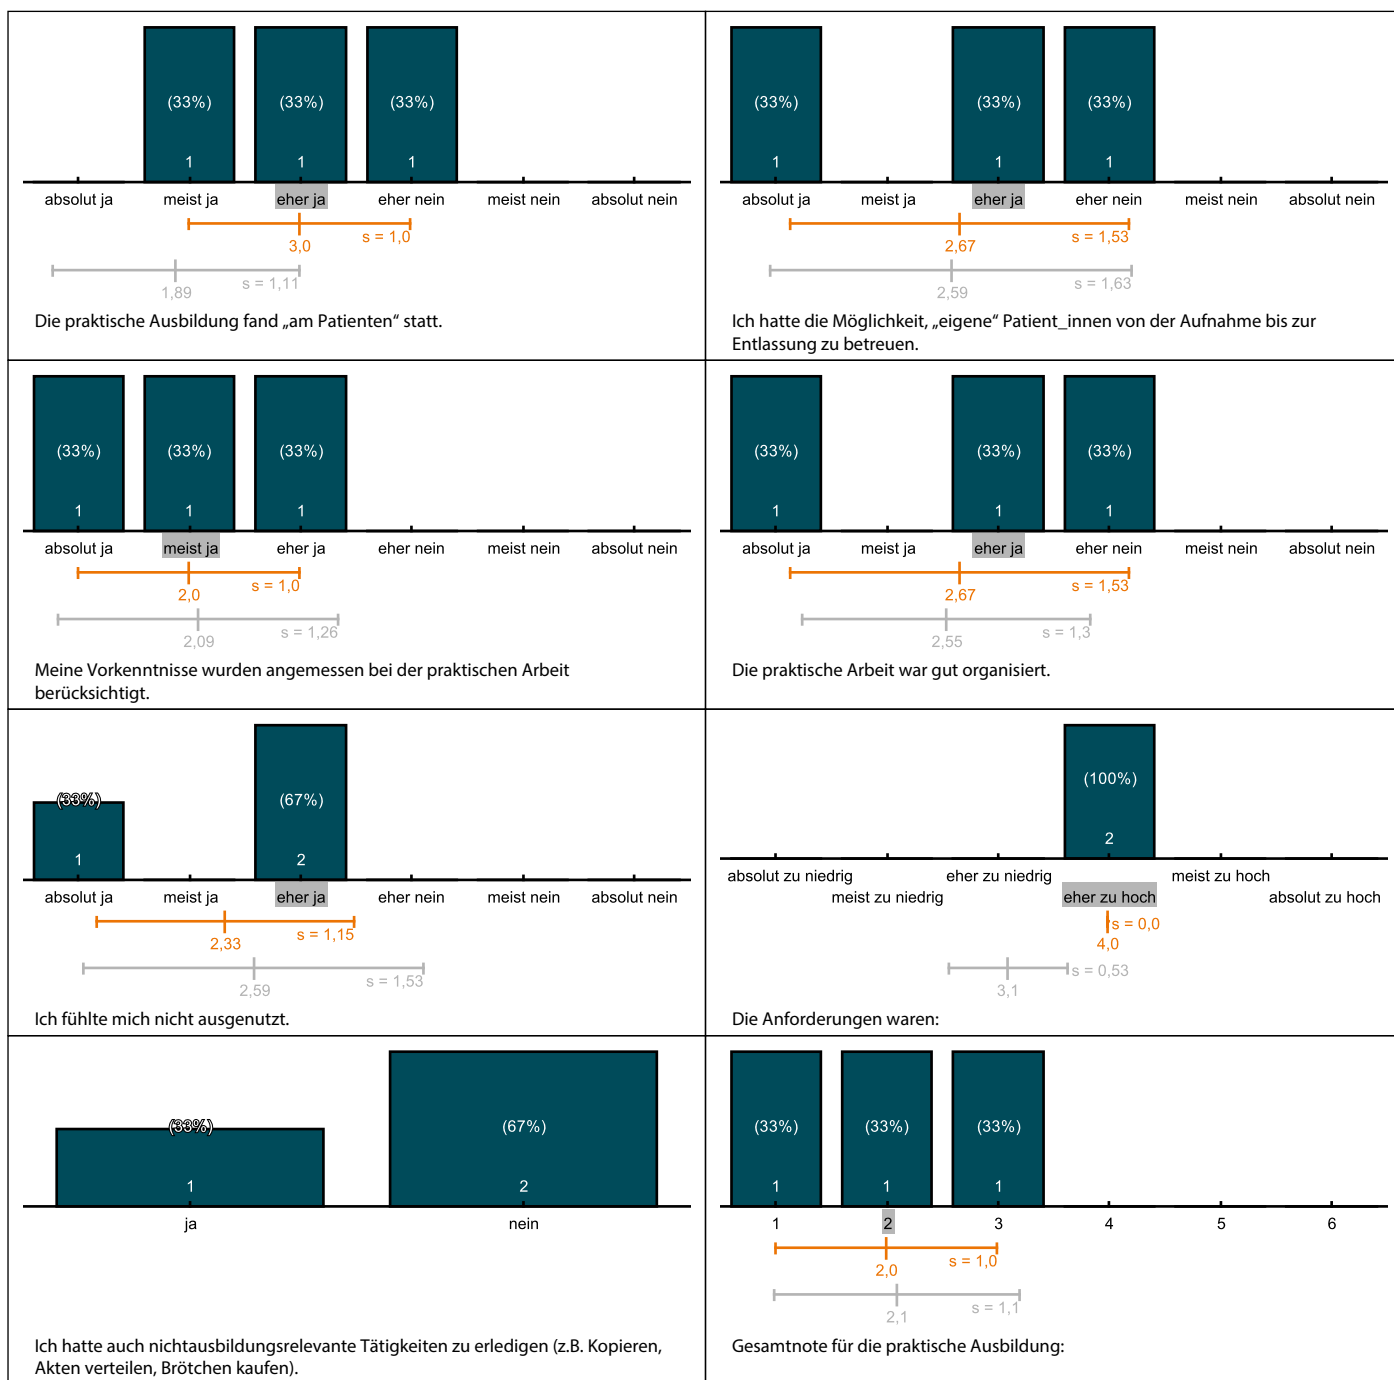 (33%) (33%) (33%)
1 1 1
absolut ja meist ja eher ja eher nein meist nein absolut nein
s = 1,0
3,0
s = 1,11
1,89
Die praktische Ausbildung fand „am Patienten“ statt.
(33%) (33%) (33%)
1 1 1
absolut ja meist ja eher ja eher nein meist nein absolut nein
s = 1,53
2,67
s = 1,63
2,59
Ich hatte die Möglichkeit, „eigene“ Patient_innen von der Aufnahme bis zur
Entlassung zu betreuen.
(33%) (33%) (33%)
1 1 1
absolut ja meist ja eher ja eher nein meist nein absolut nein
s = 1,0
2,0
s = 1,26
2,09
Meine Vorkenntnisse wurden angemessen bei der praktischen Arbeit
berücksichtigt.
(33%) (33%) (33%)
1 1 1
absolut ja meist ja eher ja eher nein meist nein absolut nein
s = 1,53
2,67
s = 1,3
2,55
Die praktische Arbeit war gut organisiert.
(33%) (67%)
1 2
absolut ja meist ja eher ja eher nein meist nein absolut nein
s = 1,15
2,33
s = 1,53
2,59
Ich fühlte mich nicht ausgenutzt.
(100%)
2
absolut zu niedrig eher zu niedrig meist zu hoch
meist zu niedrig eher zu hoch absolut zu hoch
s = 0,0
4,0
s = 0,53
3,1
Die Anforderungen waren:
(33%) (67%)
1 2
ja nein
Ich hatte auch nichtausbildungsrelevante Tätigkeiten zu erledigen (z.B. Kopieren,
Akten verteilen, Brötchen kaufen).
(33%) (33%) (33%)
1 1 1
1 2 3 4 5 6
s = 1,0
2,0
s = 1,1
2,1
Gesamtnote für die praktische Ausbildung: